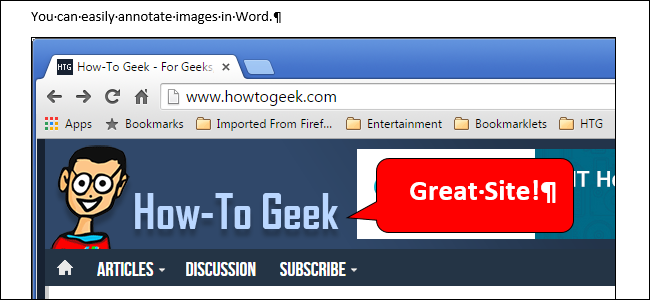 You·can·easily·annotate·images·in·Word.¶
HTG How-To Geek - For Geeks
www.howtogeek.com
Apps Bookmarks Imported From Firef... Entertainment Bookmarklets HTG
Great·Site!¶
IT Ho
How-To Geek
ARTICLES DISCUSSION SUBSCRIBE